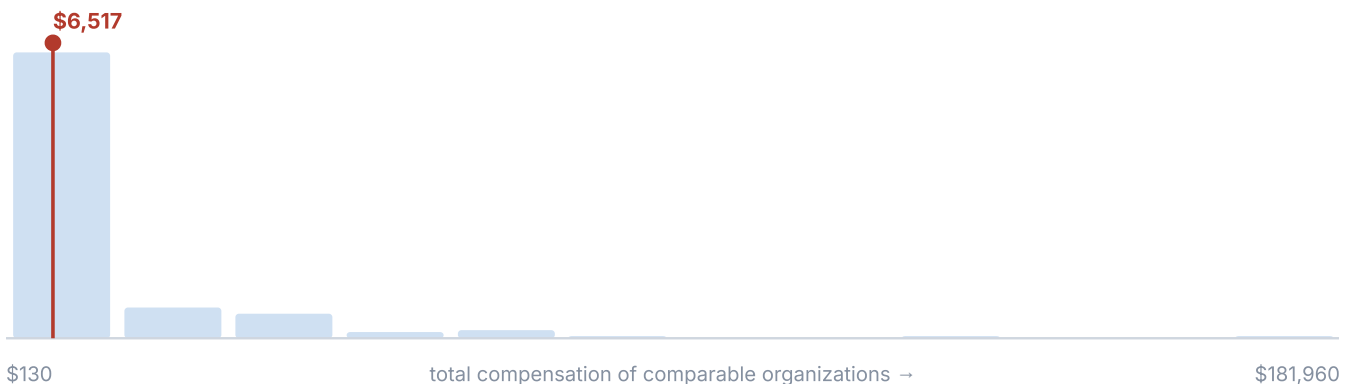 $6,517
$130 total compensation of comparable organizations → $181,960